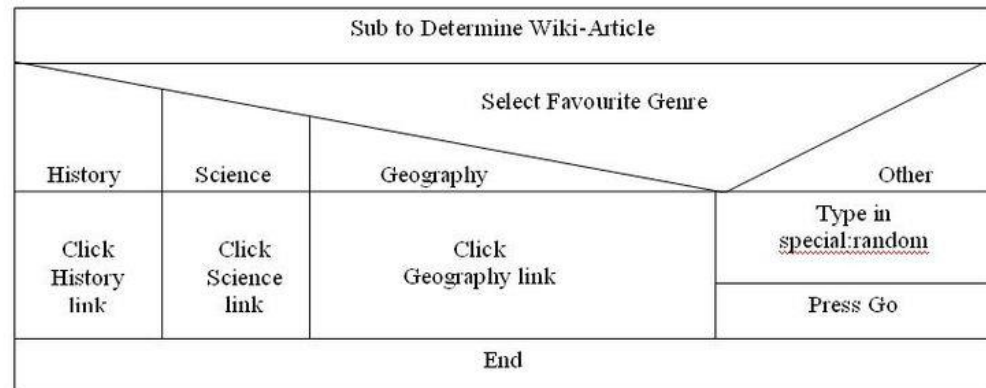 Sub to Determine Wiki-Article
Select Favourite Genre
History
Science
Geography
Other
Click
History
link
Click
Science
link
Click
Geography link
Type in
special:random
Press Go
End